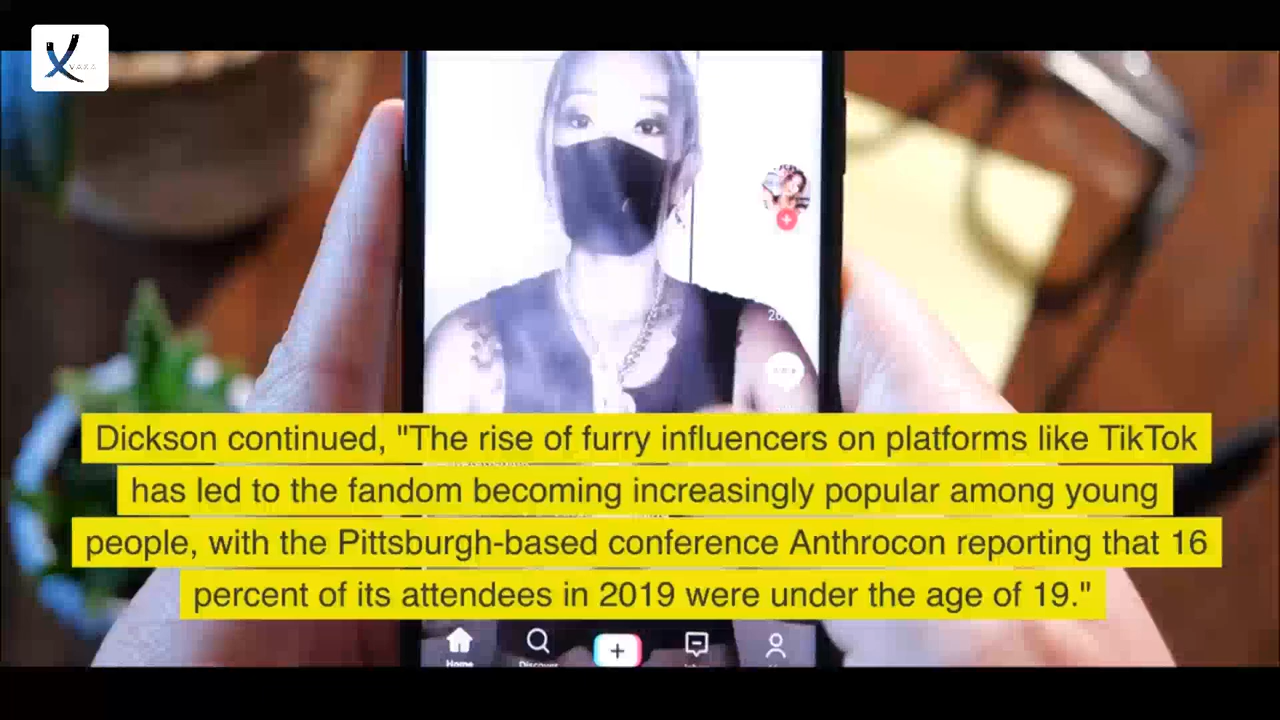 VAXA
Dickson continued, "The rise of furry influencers on platforms like TikTok
has led to the fandom becoming increasingly popular among young
people, with the Pittsburgh-based conference Anthrocon reporting that 16
percent of its attendees in 2019 were under the age of 19."
Home
Discover